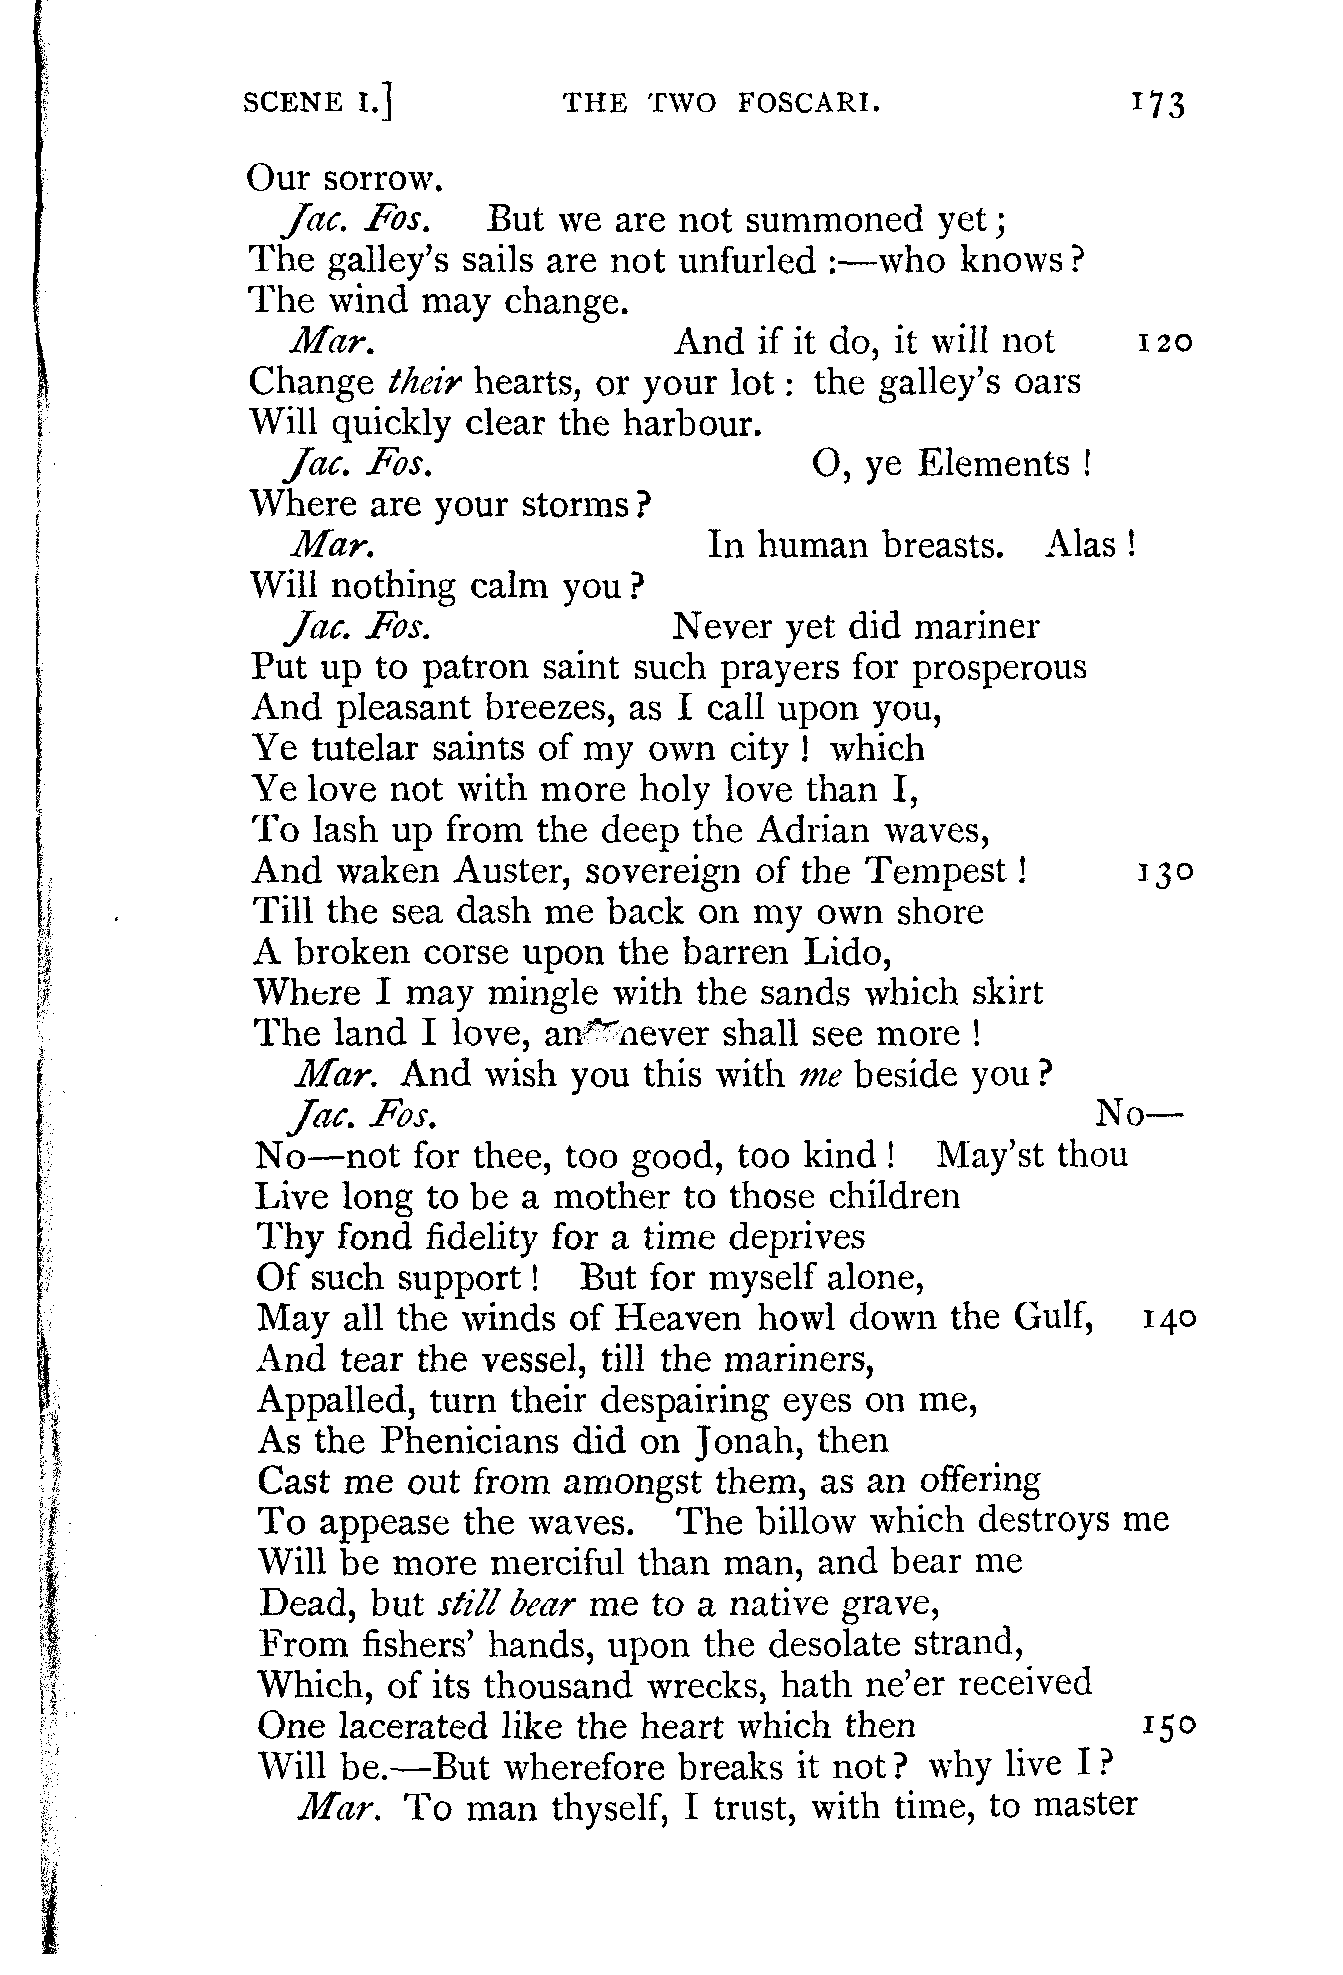 SCENE I.] THE TWO FOSCARI. 173
Our sorrow.
Jac. Fos. But we are not summoned yet;
The galley's sails are not unfurled:—who knows?
The wind may change.
Mar. And if it do, it will not 120
Change their hearts, or your lot: the galley's oars
Will quickly clear the harbour.
Jac. Fos. O, ye Elements!
Where are your storms?
Mar. In human breasts. Alas!
Will nothing calm you?
Jac. Fos. Never yet did mariner
Put up to patron saint such prayers for prosperous
And pleasant breezes, as I call upon you,
Ye tutelar saints of my own city! which
Ye love not with more holy love than I,
To lash up from the deep the Adrian waves,
And waken Auster, sovereign of the Tempest! 130
Till the sea dash me back on my own shore
A broken corse upon the barren Lido,
Where I may mingle with the sands which skirt
The land I love, and never shall see more!
Mar. And wish you this with me beside you?
Jac. Fos. No—
No—not for thee, too good, too kind! May'st thou
Live long to be a mother to those children
Thy fond fidelity for a time deprives
Of such support! But for myself alone,
May all the winds of Heaven howl down the Gulf, 140
And tear the vessel, till the mariners,
Appalled, turn their despairing eyes on me,
As the Phenicians did on Jonah, then
Cast me out from amongst them, as an offering
To appease the waves. The billow which destroys me
Will be more merciful than man, and bear me
Dead, but still bear me to a native grave,
From fishers' hands, upon the desolate strand,
Which, of its thousand wrecks, hath ne'er received
One lacerated like the heart which then 150
Will be.—But wherefore breaks it not? why live I?
Mar. To man thyself, I trust, with time, to master